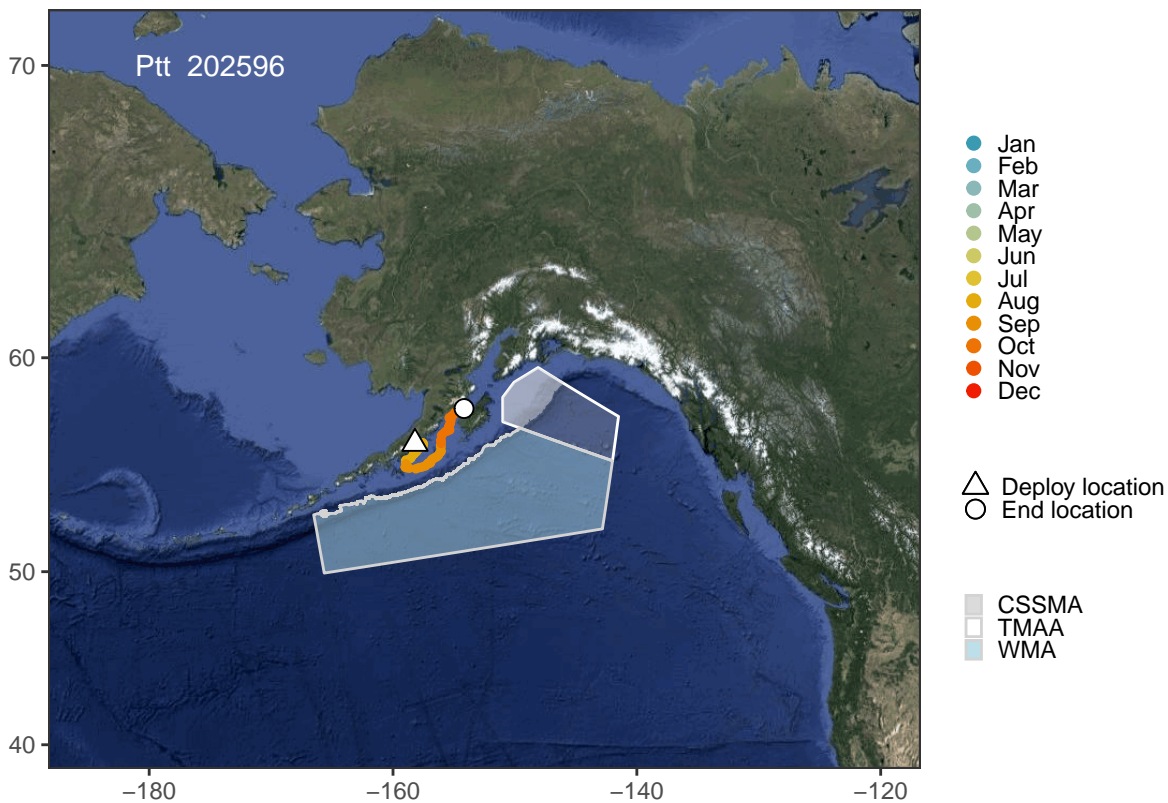 Ptt 202596
70
60
50
40
−180
−160
−140
−120
Jan
Feb
Mar
Apr
May
Jun
Jul
Aug
Sep
Oct
Nov
Dec
Deploy location
End location
CSSMA
TMAA
WMA